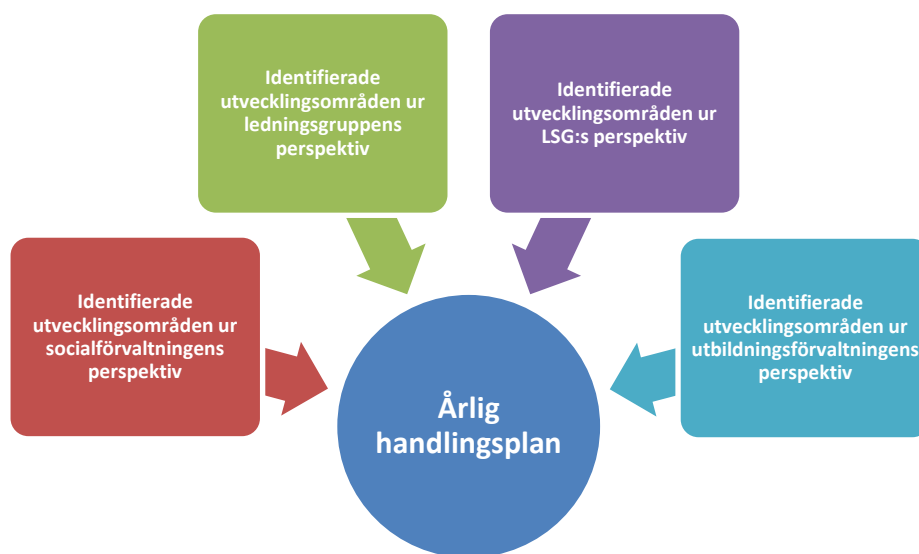 Identifierade
utvecklingsområden ur
ledningsgruppens
perspektiv
Identifierade
utvecklingsområden ur
LSG:s perspektiv
Identifierade
utvecklingsområden ur
socialförvaltningens
perspektiv
Identifierade
utvecklingsområden ur
utbildningsförvaltningens
perspektiv
Årlig
handlingsplan